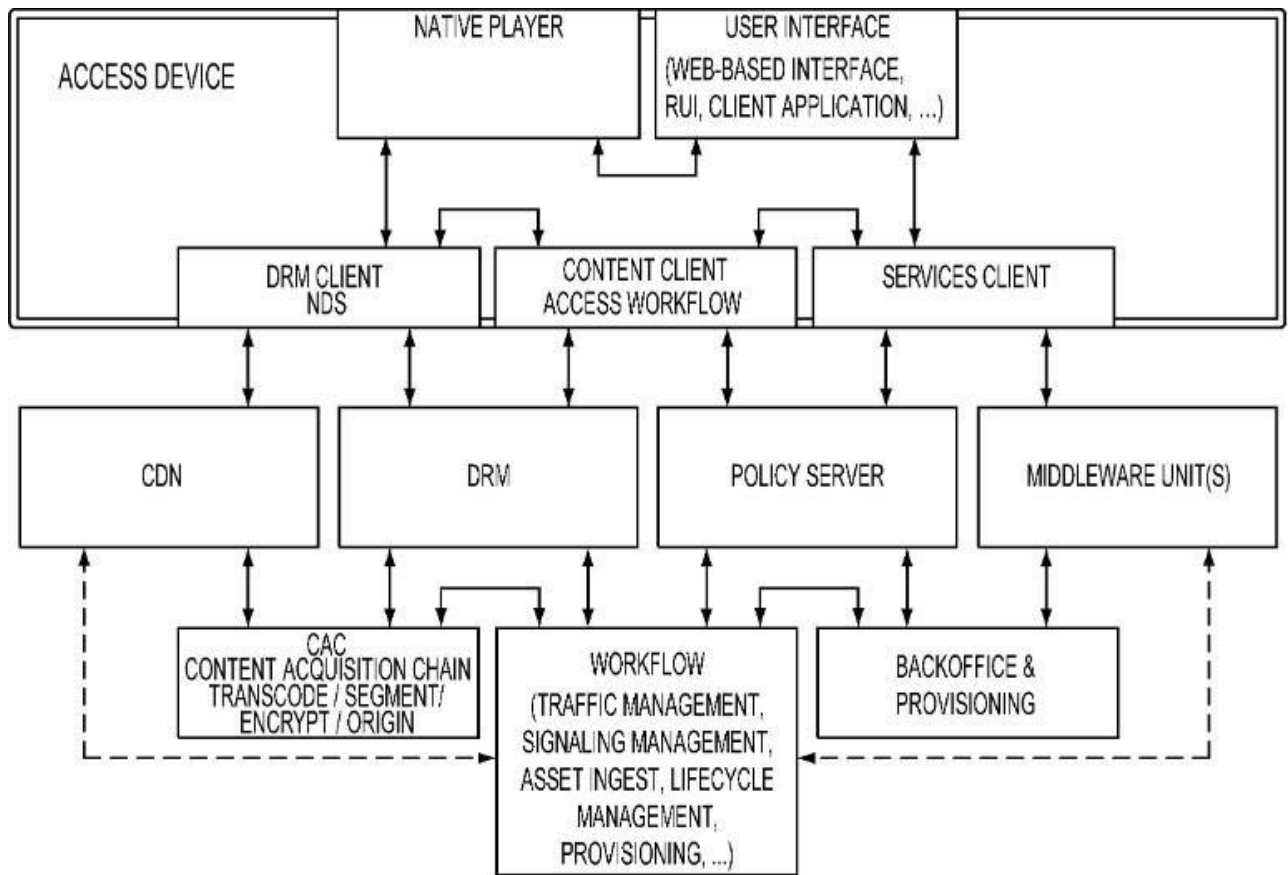 NATIVE PLAYER
USER INTERFACE
(WEB-BASED INTERFACE,
RUI, CLIENT APPLICATION, ...)
ACCESS DEVICE
DRM CLIENT
NDS
CONTENT CLIENT
ACCESS WORKFLOW
SERVICES CLIENT
CDN
DRM
POLICY SERVER
MIDDLEWARE UNIT(S)
CAC
CONTENT ACQUISITION CHAIN
TRANSCODE / SEGMENT/
ENCRYPT / ORIGIN
WORKFLOW
(TRAFFIC MANAGEMENT,
SIGNALING MANAGEMENT,
ASSET INGEST, LIFECYCLE
MANAGEMENT,
PROVISIONING, ...)
BACKOFFICE &
PROVISIONING